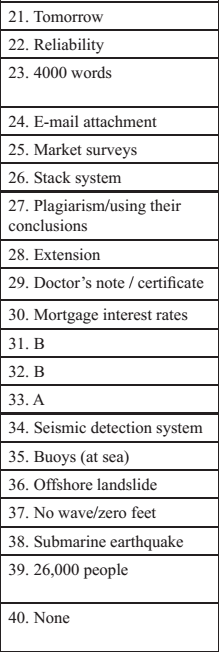 21. Tomorrow
22. Reliability
23. 4000 words
24. E-mail attachment
25. Market surveys
26. Stack system
27. Plagiarism/using their
conclusions
28. Extension
29. Doctor’s note / certificate
30. Mortgage interest rates
31. B
32. B
33. A
34. Seismic detection system
35. Buoys (at sea)
36. Offshore landslide
37. No wave/zero feet
38. Submarine earthquake
39. 26,000 people
40. None